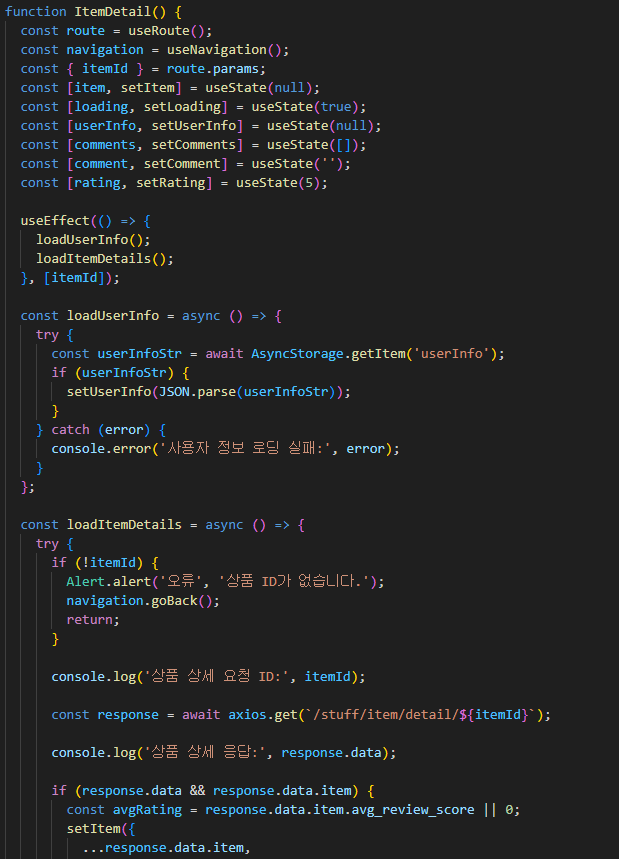 function ItemDetail() {
  const route = useRoute();
  const navigation = useNavigation();
  const { itemId } = route.params;
  const [item, setItem] = useState(null);
  const [loading, setLoading] = useState(true);
  const [userInfo, setUserInfo] = useState(null);
  const [comments, setComments] = useState([]);
  const [comment, setComment] = useState('');
  const [rating, setRating] = useState(5);

  useEffect(() => {
    loadUserInfo();
    loadItemDetails();
  }, [itemId]);

  const loadUserInfo = async () => {
    try {
      const userInfoStr = await AsyncStorage.getItem('userInfo');
      if (userInfoStr) {
        setUserInfo(JSON.parse(userInfoStr));
      }
    } catch (error) {
      console.error('사용자 정보 로딩 실패:', error);
    }
  };

  const loadItemDetails = async () => {
    try {
      if (!itemId) {
        Alert.alert('오류', '상품 ID가 없습니다.');
        navigation.goBack();
        return;
      }

      console.log('상품 상세 요청 ID:', itemId);

      const response = await axios.get(`/stuff/item/detail/${itemId}`);

      console.log('상품 상세 응답:', response.data);

      if (response.data && response.data.item) {
        const avgRating = response.data.item.avg_review_score || 0;
        setItem({
          ...response.data.item,